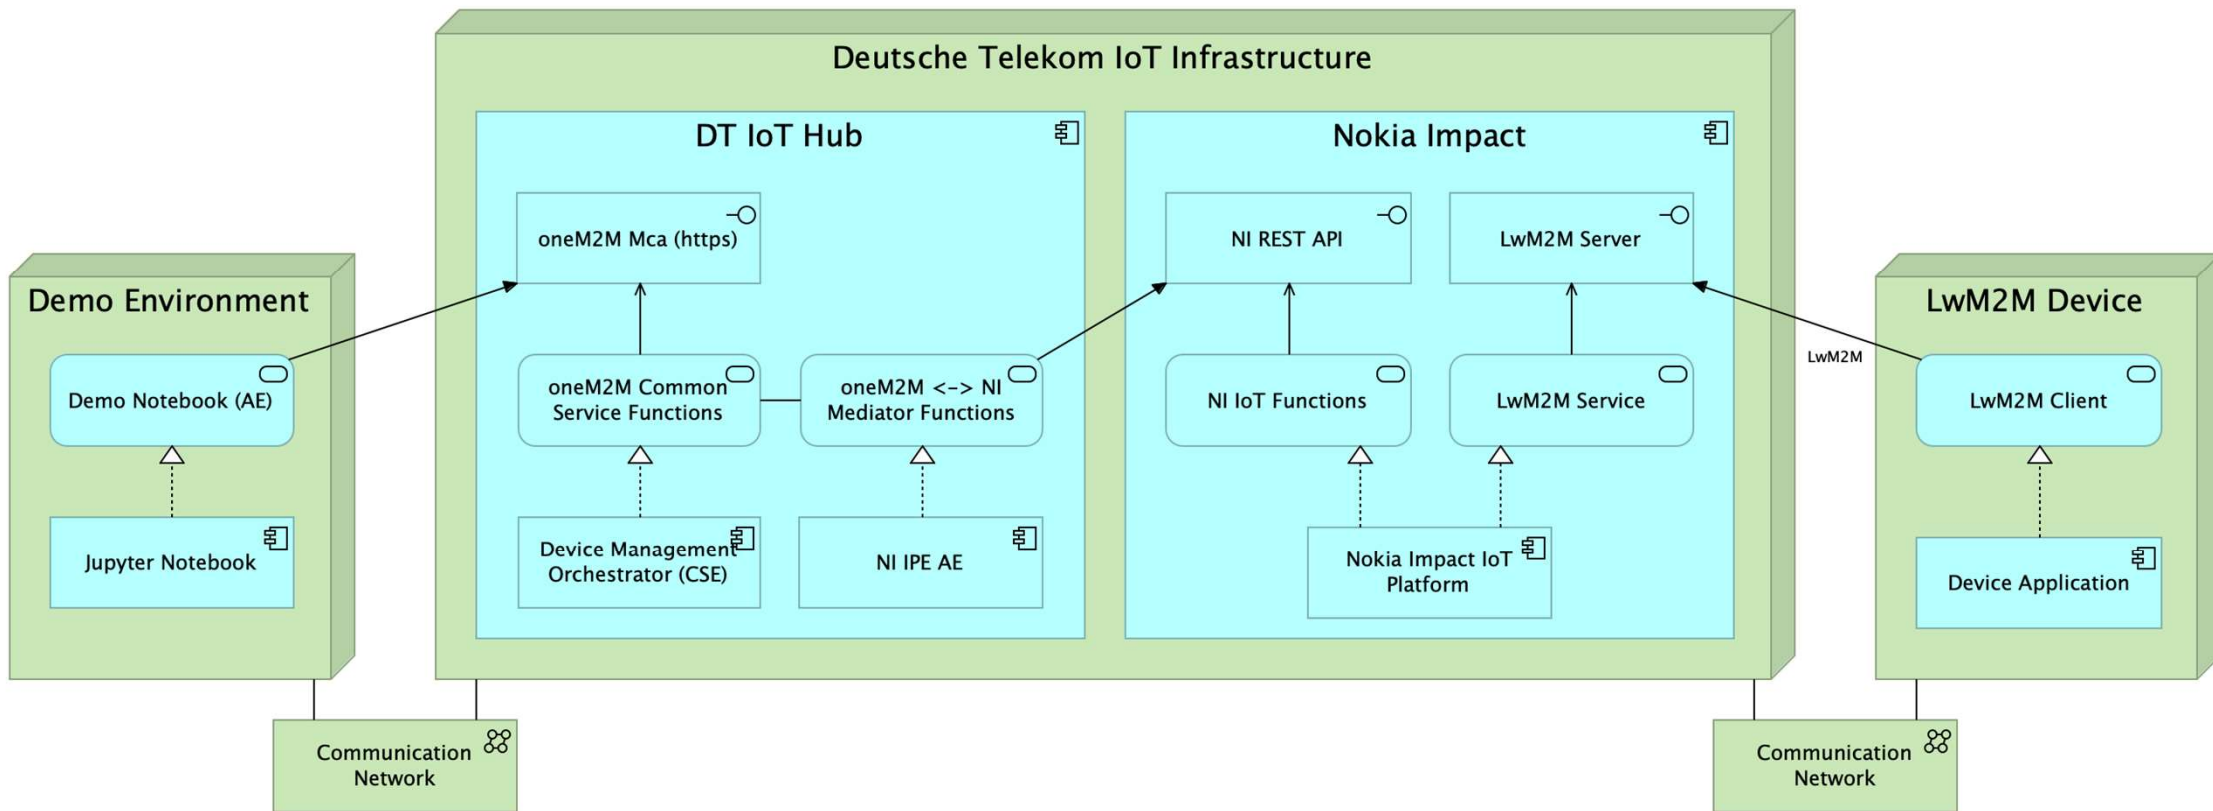 Deutsche Telekom IoT Infrastructure
DT IoT Hub
Nokia Impact
oneM2M Mca (https)
NI REST API
LwM2M Server
Demo Environment
LwM2M Device
LwM2M
Demo Notebook (AE)
oneM2M Common
Service Functions
oneM2M <-> NI
Mediator Functions
NI IoT Functions
LwM2M Service
LwM2M Client
Jupyter Notebook
Device Management
Orchestrator (CSE)
NI IPE AE
Nokia Impact IoT
Platform
Device Application
Communication
Network
Communication
Network